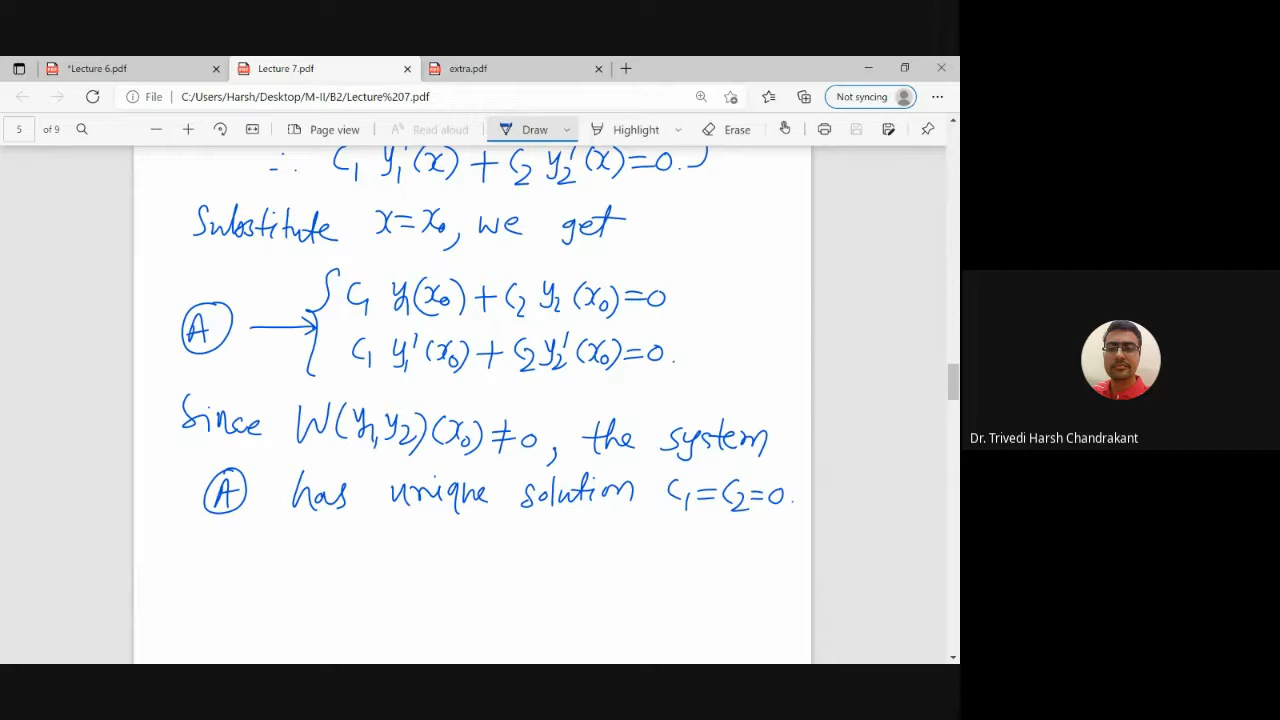 *Lecture 6.pdf
Lecture 7.pdf
extra.pdf
File
C:/Users/Harsh/Desktop/M-II/B2/Lecture%207.pdf
Not syncing
5
of 9
Page view
Read aloud
Draw
Highlight
Erase
∴ C₁ y₁'(x) + C₂ y₂'(x) = 0.
Substitute x = x₀, we get
A → { C₁ y₁(x₀) + C₂ y₂(x₀) = 0
C₁ y₁'(x₀) + C₂ y₂'(x₀) = 0.
Since W(y₁, y₂)(x₀) ≠ 0, the system
A has unique solution C₁ = C₂ = 0.
Dr. Trivedi Harsh Chandrakant